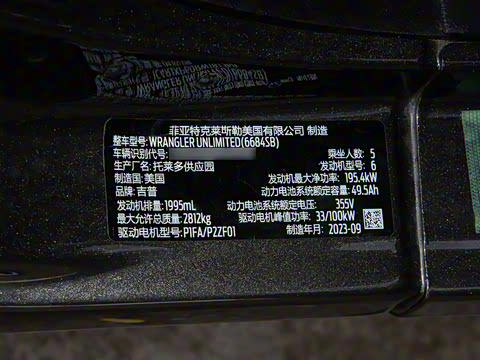 菲亚特克莱斯勒美国有限公司 制造
整车型号: WRANGLER UNLIMITED(6684SB)
车辆识别代号: 乘坐人数: 5
生产厂名: 托莱多供应园 发动机型号: 6
制造国: 美国 发动机最大净功率: 195.4kW
品牌: 吉普 动力电池系统额定容量: 49.5Ah
发动机排量: 1995mL 动力电池系统额定电压: 355V
最大允许总质量: 2812kg 驱动电机峰值功率: 33/100kW
驱动电机型号: P1FA/P2ZF01 制造年月: 2023-09